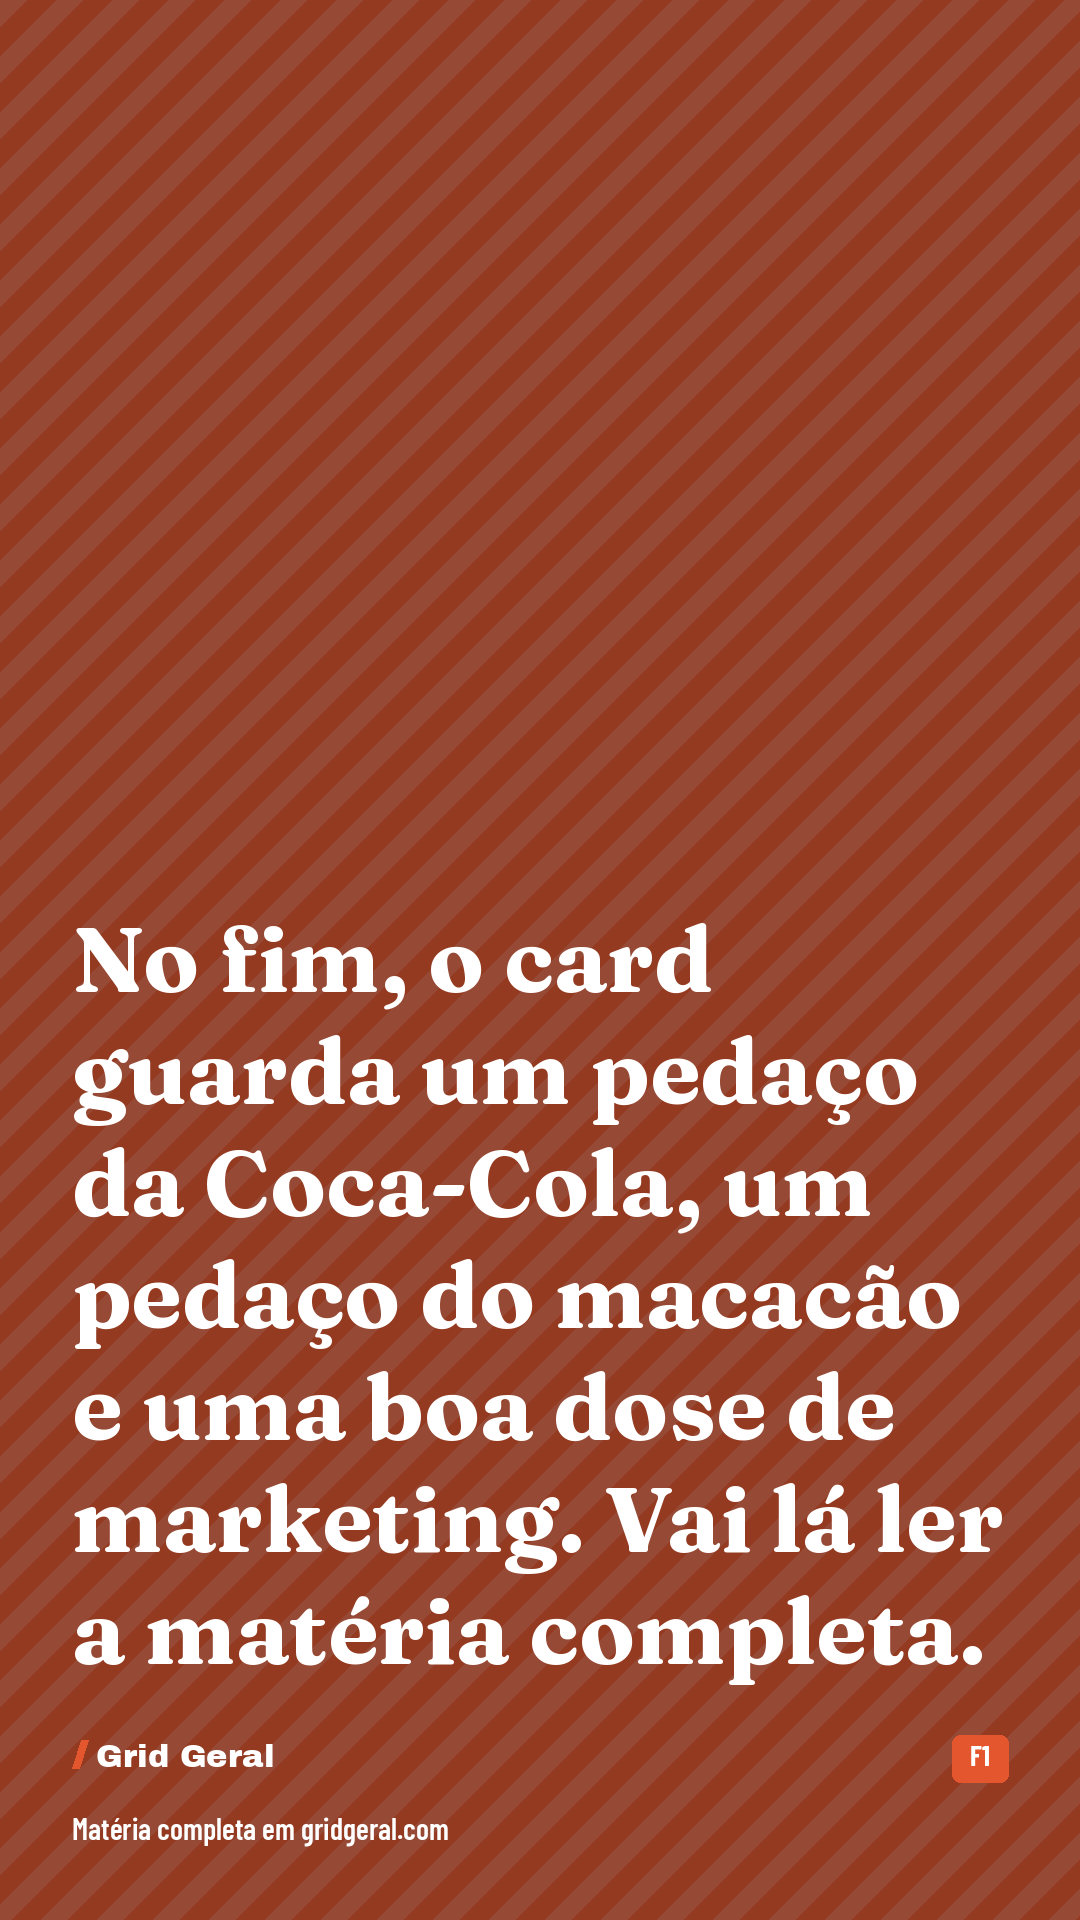 No fim, o card
guarda um pedaço
da Coca-Cola, um
pedaço do macacão
e uma boa dose de
marketing. Vai lá ler
a matéria completa.
/ Grid Geral
F1
Matéria completa em gridgeral.com